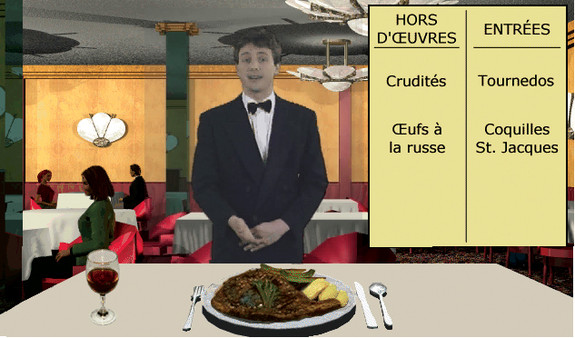 HORS
D'ŒUVRES
ENTRÉES
Crudités
Tournedos
Œufs à
la russe
Coquilles
St. Jacques